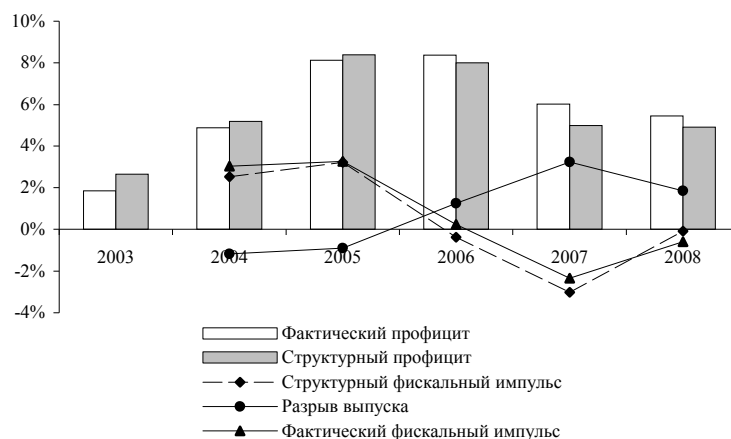 10%
8%
6%
4%
2%
0%
-2%
-4%
2003 2004 2005 2006 2007 2008
Фактический профицит
Структурный профицит
Структурный фискальный импульс
Разрыв выпуска
Фактический фискальный импульс